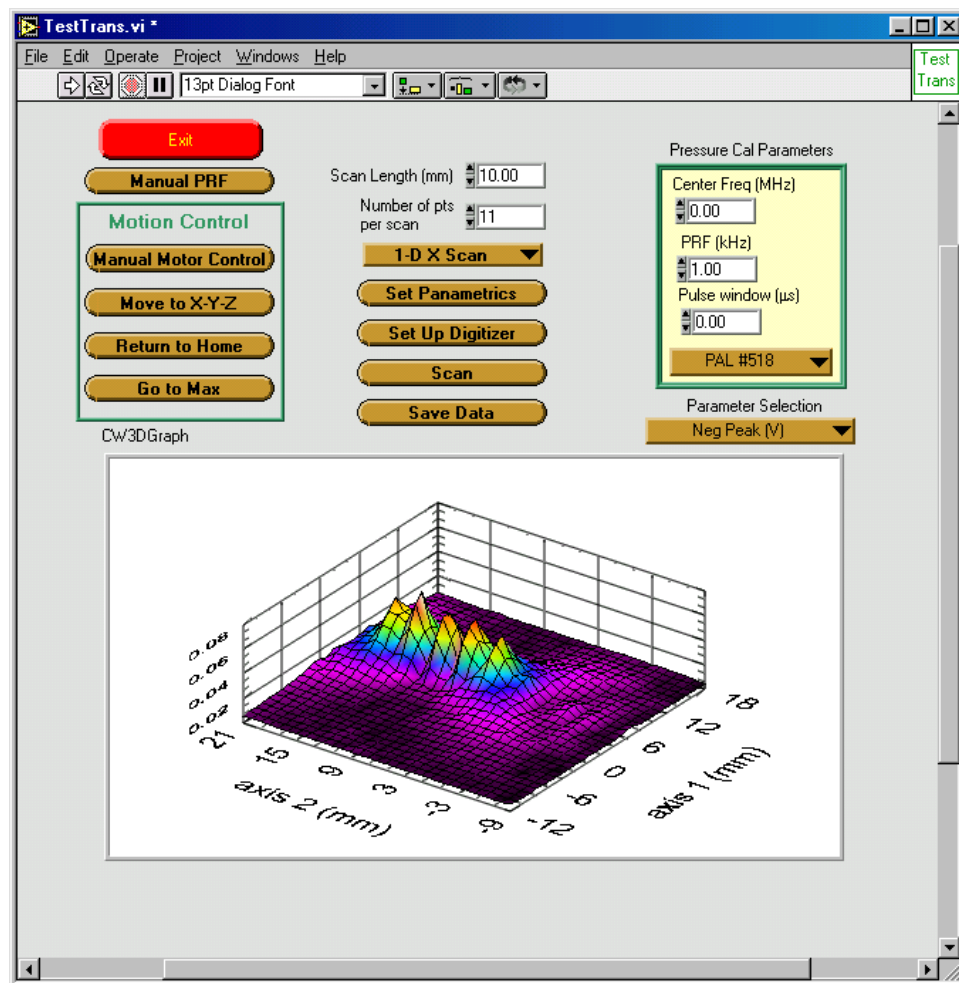 TestTrans.vi *
File Edit Operate Project Windows Help
13pt Dialog Font
Test
Trans
Exit
Manual PRF
Motion Control
Manual Motor Control
Move to X-Y-Z
Return to Home
Go to Max
Scan Length (mm) 10.00
Number of pts
per scan 11
1-D X Scan
Set Panametrics
Set Up Digitizer
Scan
Save Data
Pressure Cal Parameters
Center Freq (MHz)
0.00
PRF (kHz)
1.00
Pulse window (µs)
0.00
PAL #518
Parameter Selection
Neg Peak (V)
CW3DGraph
0.08
0.06
0.04
0.02
21
15
9
3
-3
-9
axis 2 (mm)
-12
-6
0
6
12
18
axis 1 (mm)